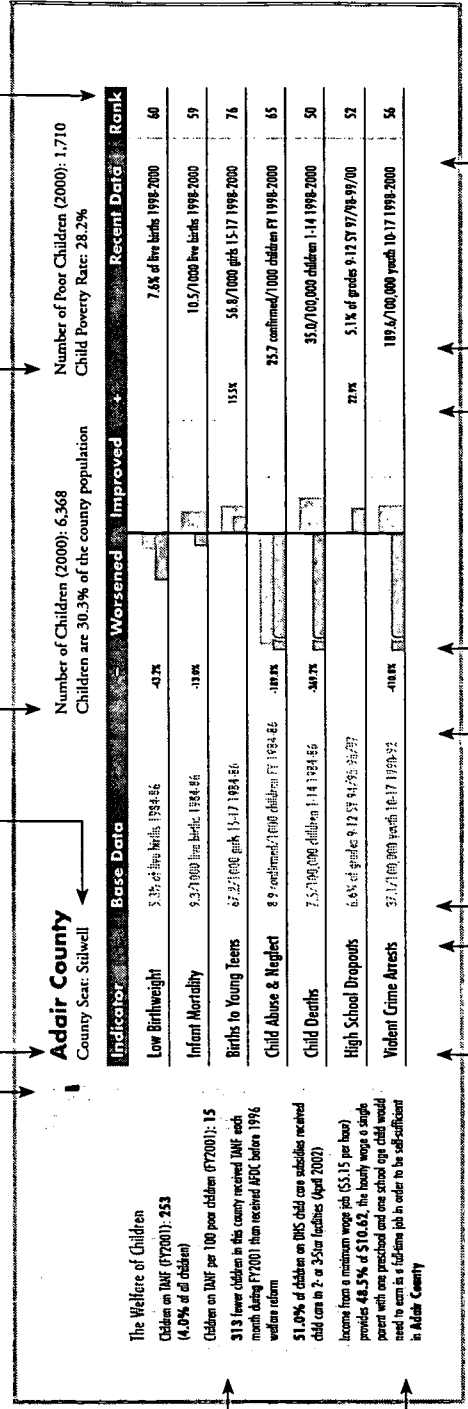 Adair County
County Seat: Stilwell
Number of Children (2000): 6,368
Children are 30.3% of the county population
Number of Poor Children (2000): 1,710
Child Poverty Rate: 28.2%
Indicator Base Data - Worsened Improved + Recent Data Rank
Low Birthweight 5.3% of live births 1984-86 -43.2% 7.6% of live births 1998-2000 60
Infant Mortality 9.3/1000 live births 1984-86 -13.0% 10.5/1000 live births 1998-2000 59
Births to Young Teens 67.2/1000 girls 15-17 1984-86 15.5% 56.8/1000 girls 15-17 1998-2000 76
Child Abuse & Neglect 8.9 confirmed/1000 children FY 1984-86 -189.8% 25.7 confirmed/1000 children FY 1998-2000 65
Child Deaths 7.5/100,000 children 1-14 1984-86 35.0/100,000 children 1-14 1998-2000 50
High School Dropouts 6.6% of grades 9-12 SY 94/95 22.9% 5.1% of grades 9-12 SY 97/98-99/00 52
Violent Crime Arrests 37.1/100,000 youth 10-17 1990-92 -410.8% 189.6/100,000 youth 10-17 1998-2000 56
The Welfare of Children
Children on TANF (FY2001): 253
(4.0% of all children)
Children on TANF per 100 poor children (FY2001): 15
313 fewer children in this county received TANF each
month during FY2001 than received AFDC before 1996
welfare reform
51.0% of children on DHS child care subsidies received
child care in 2- or 3-Star facilities (April 2002)
Income from a minimum wage job ($5.15 per hour)
provides 48.5% of $10.62, the hourly wage a single
parent with one preschool and one school age child would
need to earn in a full-time job in order to be self-sufficient
in Adair County